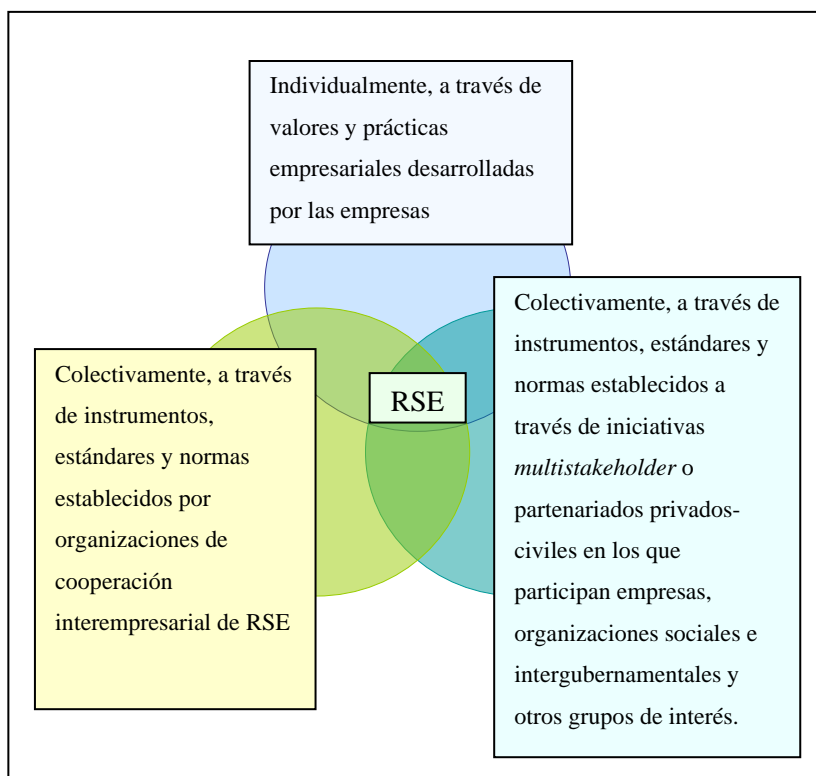 Individualmente, a través de
valores y prácticas
empresariales desarrolladas
por las empresas
Colectivamente, a través de
instrumentos, estándares y
normas establecidos a
través de iniciativas
multistakeholder o
partenariados privados-
civiles en los que
participan empresas,
organizaciones sociales e
intergubernamentales y
otros grupos de interés.
Colectivamente, a través
de instrumentos,
estándares y normas
establecidos por
organizaciones de
cooperación
interempresarial de RSE
RSE